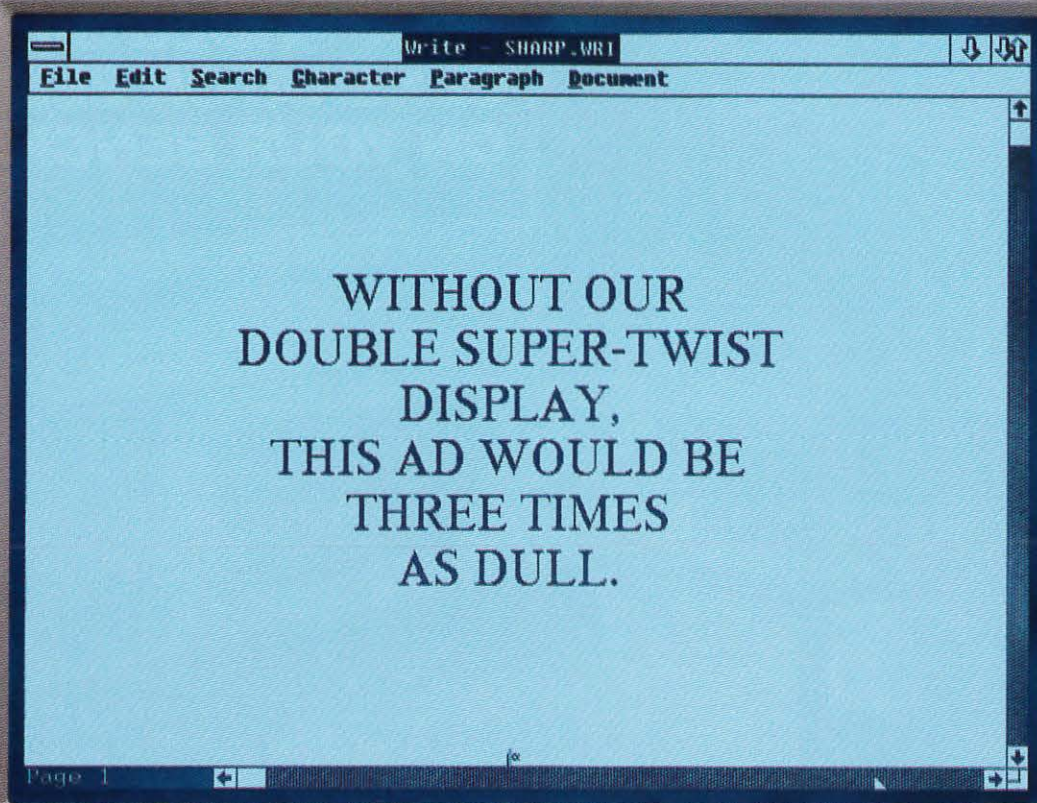 Write - SHARP.WRI
File Edit Search Character Paragraph Document
WITHOUT OUR
DOUBLE SUPER-TWIST
DISPLAY,
THIS AD WOULD BE
THREE TIMES
AS DULL.
Page 1